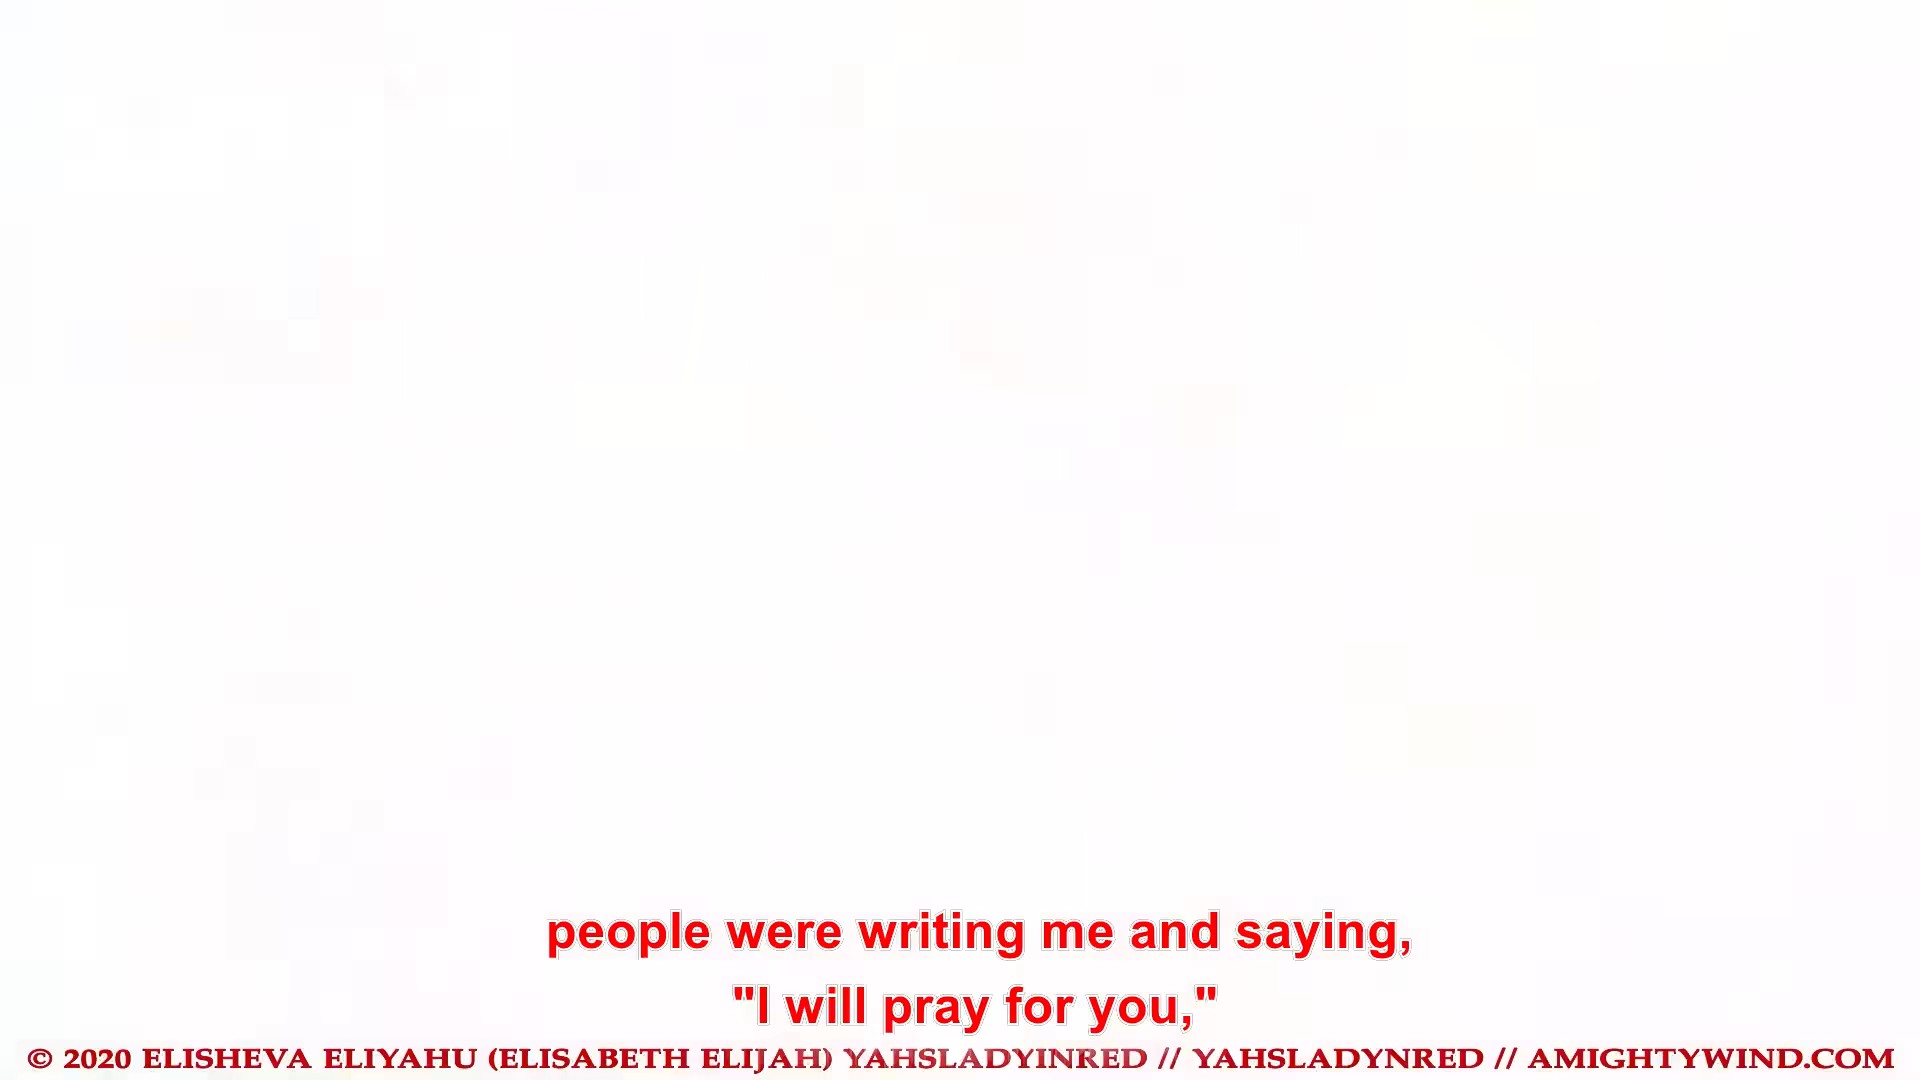 people were writing me and saying,
"I will pray for you,"
© 2020 ELISHEVA ELIYAHU (ELISABETH ELIJAH) YAHSLADYINRED // YAHSLADYNRED // AMIGHTYWIND.COM